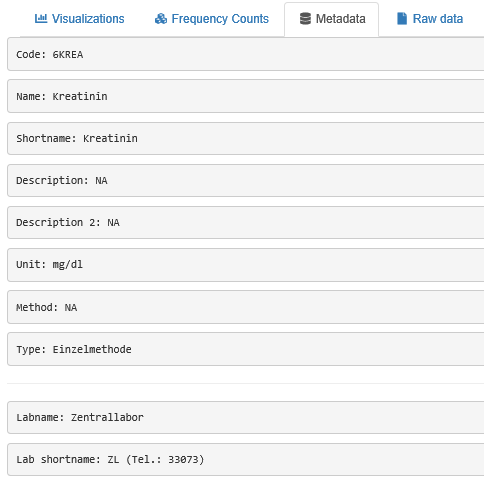 Visualizations Frequency Counts Metadata Raw data
Code: 6KREA
Name: Kreatinin
Shortname: Kreatinin
Description: NA
Description 2: NA
Unit: mg/dl
Method: NA
Type: Einzelmethode
Labname: Zentrallabor
Lab shortname: ZL (Tel.: 33073)